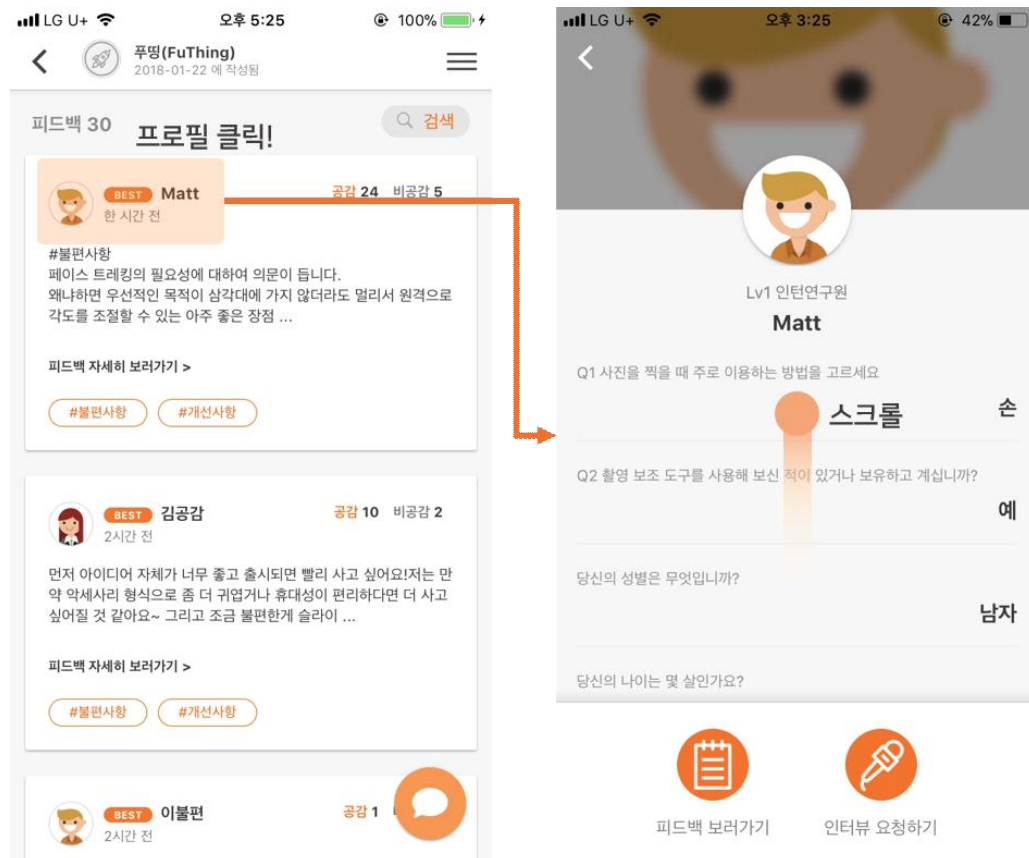 LG U+ 오후 5:25 100%
푸띵(FuThing)
2018-01-22 에 작성됨
피드백 30
프로필 클릭!
검색
BEST Matt 공감 24 비공감 5
한 시간 전
#불편사항
페이스 트레킹의 필요성에 대하여 의문이 듭니다.
왜냐하면 우선적인 목적이 삼각대에 가지 않더라도 멀리서 원격으로
각도를 조절할 수 있는 아주 좋은 장점 ...
피드백 자세히 보러가기 >
#불편사항 #개선사항
BEST 김공감 공감 10 비공감 2
2시간 전
먼저 아이디어 자체가 너무 좋고 출시되면 빨리 사고 싶어요!저는 만
약 악세사리 형식으로 좀 더 귀엽거나 휴대성이 편리하다면 더 사고
싶어질 것 같아요~ 그리고 조금 불편한게 슬라이 ...
피드백 자세히 보러가기 >
#불편사항 #개선사항
BEST 이불편 공감 1
2시간 전
LG U+ 오후 3:25 42%
Lv1 인턴연구원
Matt
Q1 사진을 찍을 때 주로 이용하는 방법을 고르세요
스크롤
손
Q2 촬영 보조 도구를 사용해 보신 적이 있거나 보유하고 계십니까?
예
당신의 성별은 무엇입니까?
남자
당신의 나이는 몇 살인가요?
피드백 보러가기 인터뷰 요청하기